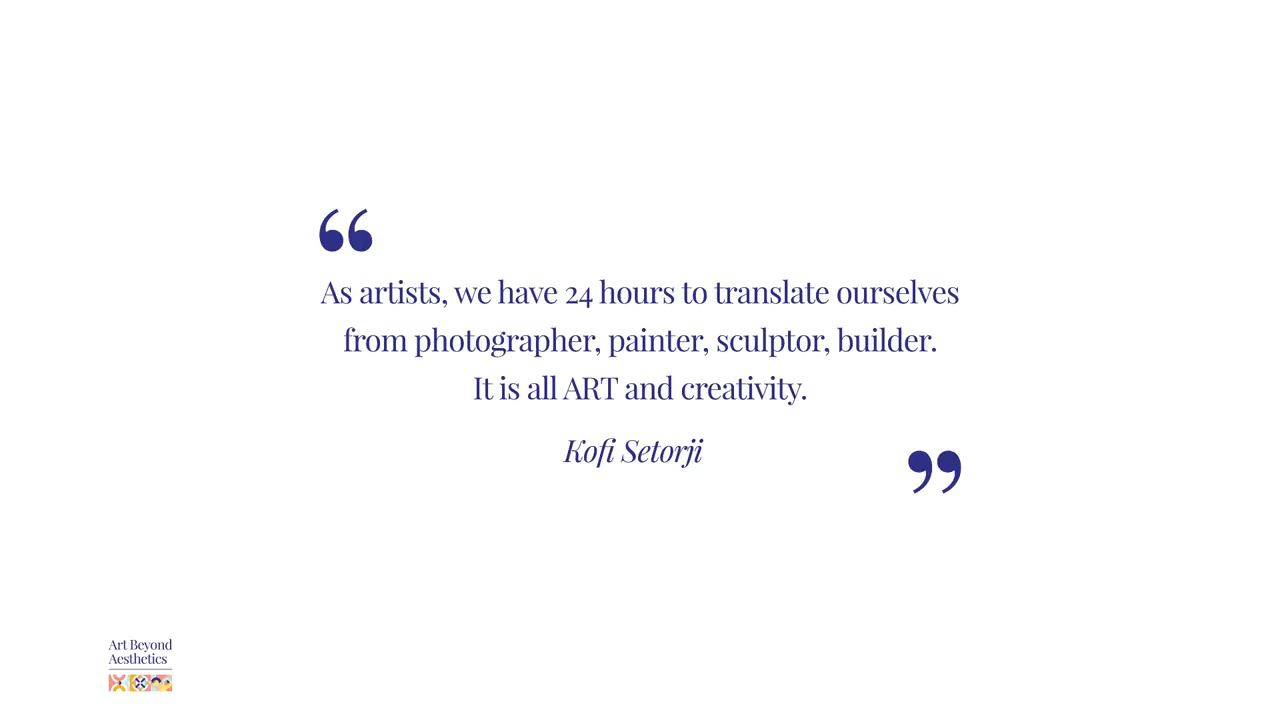 “
As artists, we have 24 hours to translate ourselves
from photographer, painter, sculptor, builder.
It is all ART and creativity.
Kofi Setorji
”
Art Beyond
Aesthetics